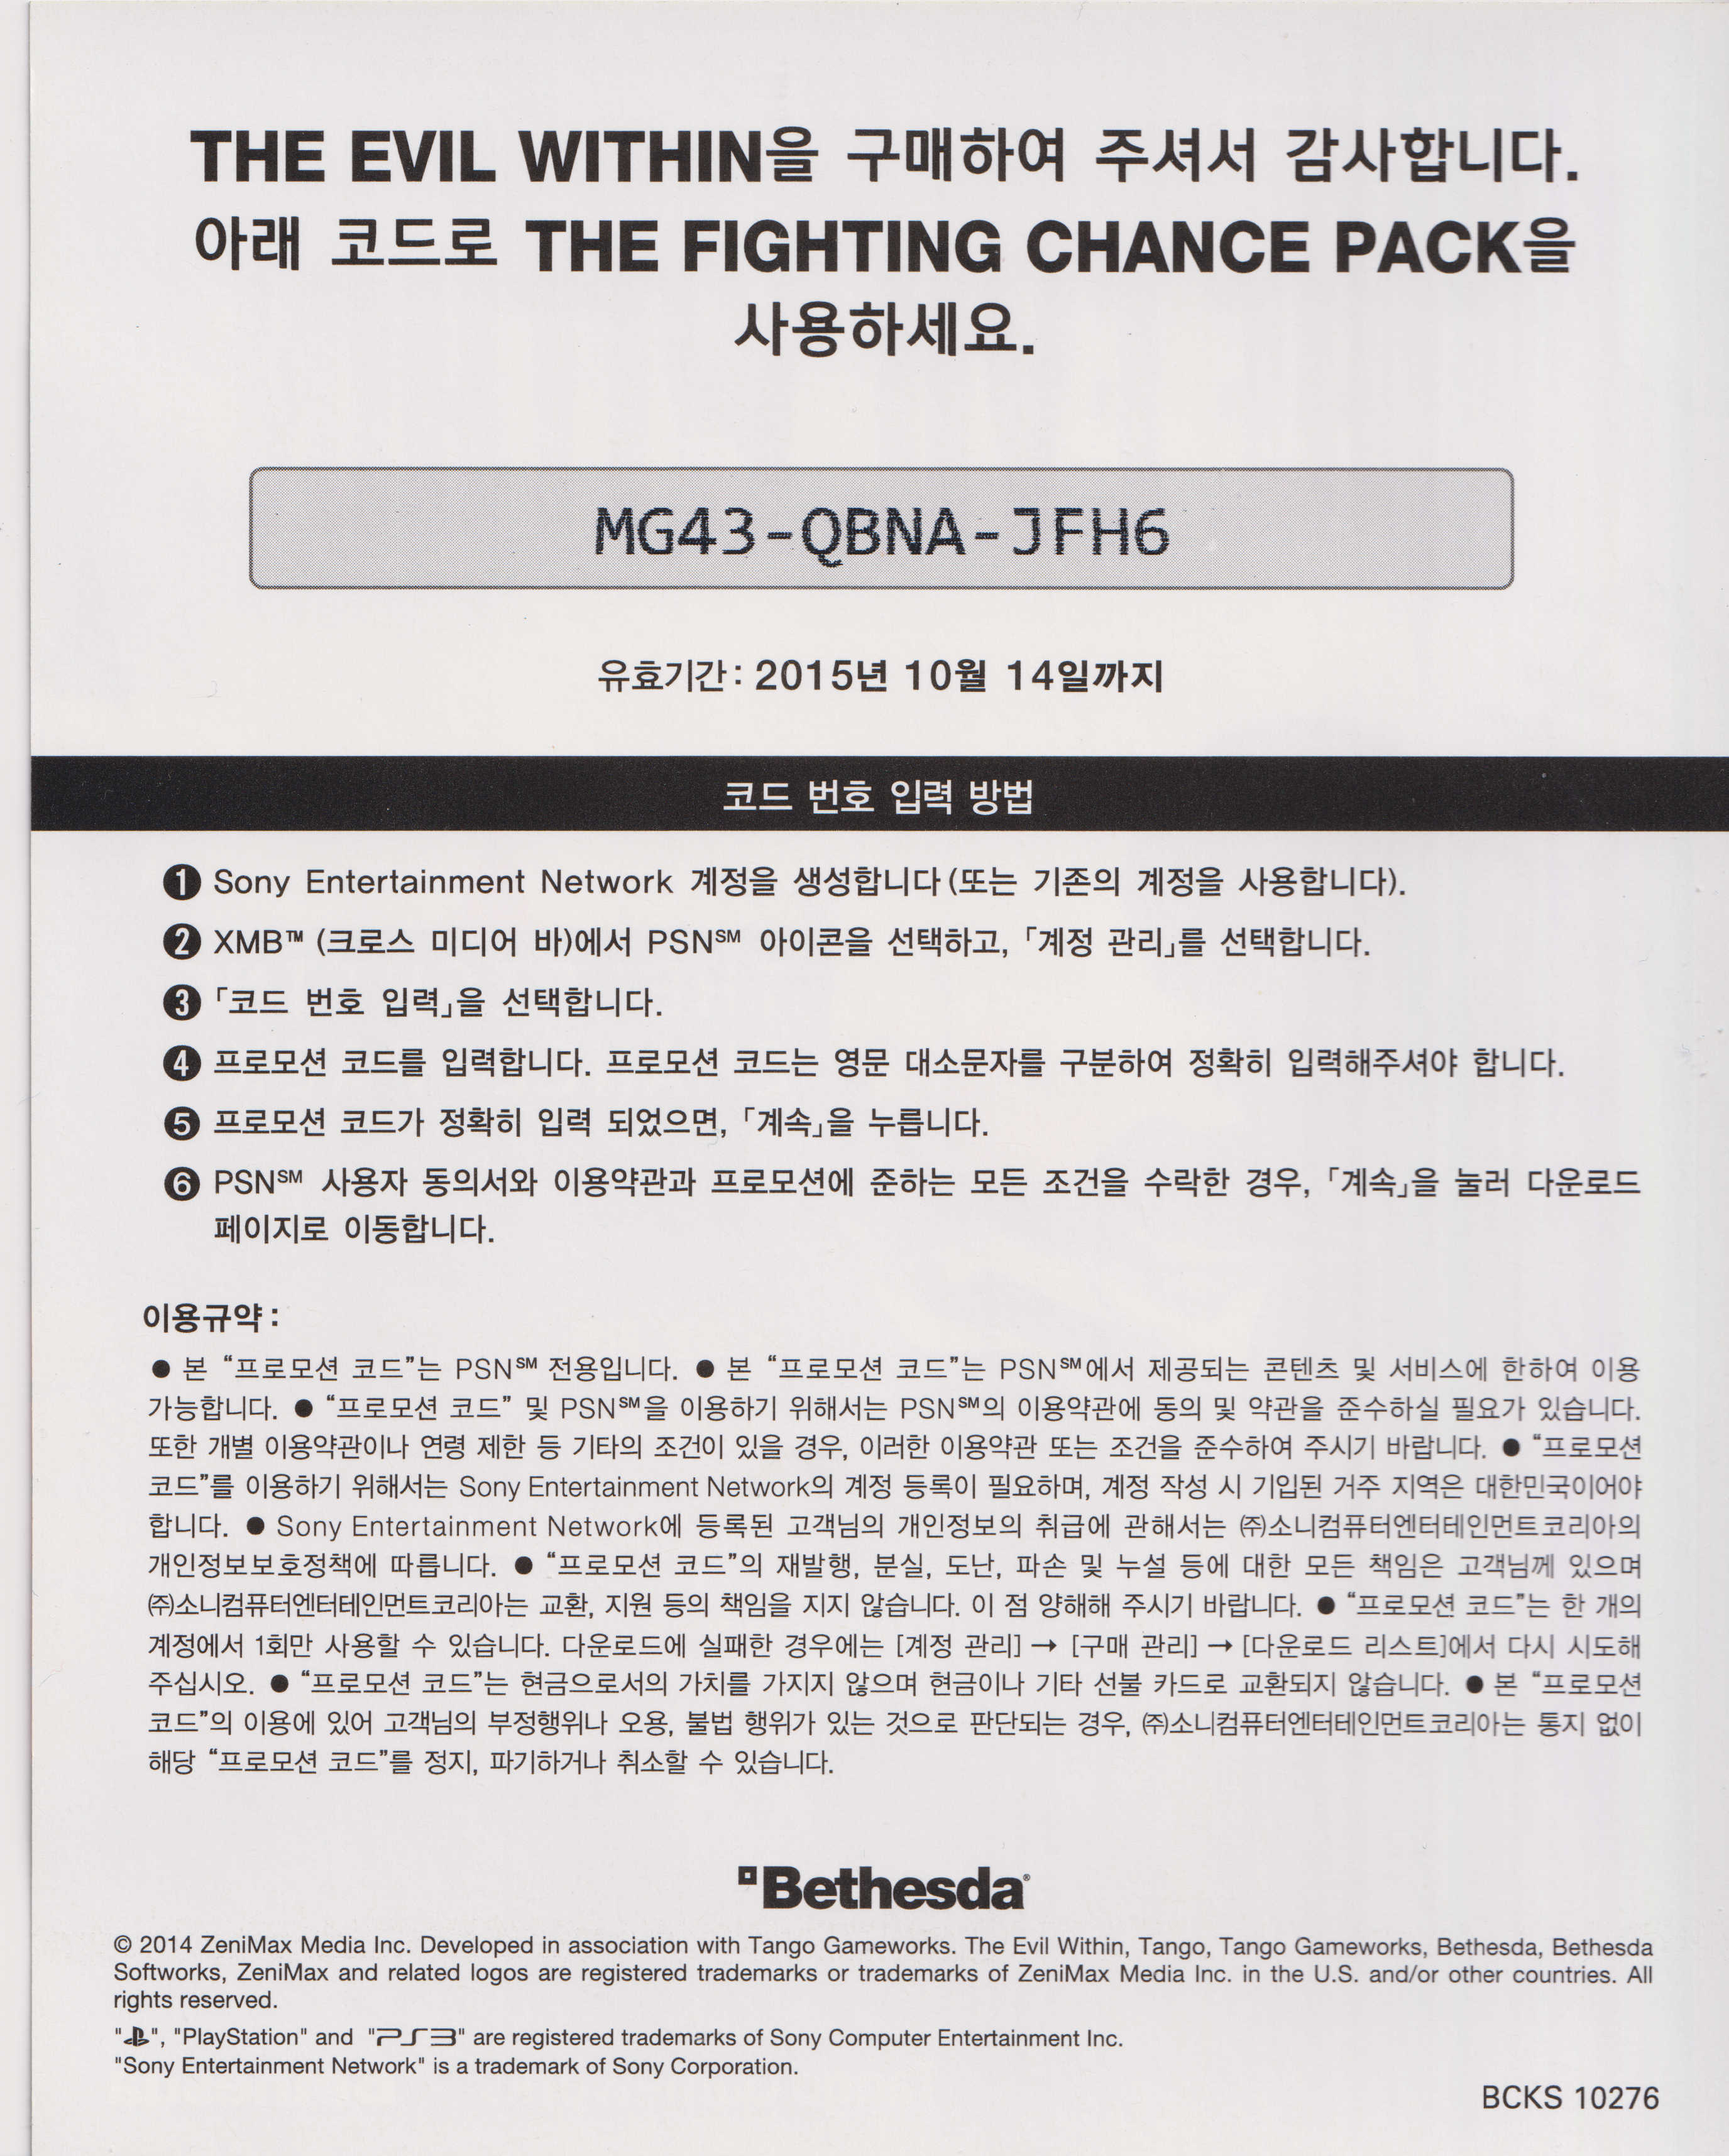 THE EVIL WITHIN을 구매하여 주셔서 감사합니다.
아래 코드로 THE FIGHTING CHANCE PACK을
사용하세요.
MG43-QBNA-JFH6
유효기간: 2015년 10월 14일까지
코드 번호 입력 방법
❶ Sony Entertainment Network 계정을 생성합니다(또는 기존의 계정을 사용합니다).
❷ XMB™ (크로스 미디어 바)에서 PSN℠ 아이콘을 선택하고,「계정 관리」를 선택합니다.
❸「코드 번호 입력」을 선택합니다.
❹ 프로모션 코드를 입력합니다. 프로모션 코드는 영문 대소문자를 구분하여 정확히 입력해주셔야 합니다.
❺ 프로모션 코드가 정확히 입력 되었으면,「계속」을 누릅니다.
❻ PSN℠ 사용자 동의서와 이용약관과 프로모션에 준하는 모든 조건을 수락한 경우,「계속」을 눌러 다운로드
페이지로 이동합니다.
이용규약 :
● 본 “프로모션 코드”는 PSN℠ 전용입니다. ● 본 “프로모션 코드”는 PSN℠에서 제공되는 콘텐츠 및 서비스에 한하여 이용
가능합니다. ● “프로모션 코드” 및 PSN℠을 이용하기 위해서는 PSN℠의 이용약관에 동의 및 약관을 준수하실 필요가 있습니다.
또한 개별 이용약관이나 연령 제한 등 기타의 조건이 있을 경우, 이러한 이용약관 또는 조건을 준수하여 주시기 바랍니다. ● “프로모션
코드”를 이용하기 위해서는 Sony Entertainment Network의 계정 등록이 필요하며, 계정 작성 시 기입된 거주 지역은 대한민국이어야
합니다. ● Sony Entertainment Network에 등록된 고객님의 개인정보의 취급에 관해서는 ㈜소니컴퓨터엔터테인먼트코리아의
개인정보보호정책에 따릅니다. ● “프로모션 코드”의 재발행, 분실, 도난, 파손 및 누설 등에 대한 모든 책임은 고객님께 있으며
㈜소니컴퓨터엔터테인먼트코리아는 교환, 지원 등의 책임을 지지 않습니다. 이 점 양해해 주시기 바랍니다. ● “프로모션 코드”는 한 개의
계정에서 1회만 사용할 수 있습니다. 다운로드에 실패한 경우에는 [계정 관리] → [구매 관리] → [다운로드 리스트]에서 다시 시도해
주십시오. ● “프로모션 코드”는 현금으로서의 가치를 가지지 않으며 현금이나 기타 선불 카드로 교환되지 않습니다. ● 본 “프로모션
코드”의 이용에 있어 고객님의 부정행위나 오용, 불법 행위가 있는 것으로 판단되는 경우, ㈜소니컴퓨터엔터테인먼트코리아는 통지 없이
해당 “프로모션 코드”를 정지, 파기하거나 취소할 수 있습니다.
Bethesda®
© 2014 ZeniMax Media Inc. Developed in association with Tango Gameworks. The Evil Within, Tango, Tango Gameworks, Bethesda, Bethesda
Softworks, ZeniMax and related logos are registered trademarks or trademarks of ZeniMax Media Inc. in the U.S. and/or other countries. All
rights reserved.
" ", "PlayStation" and "PS3" are registered trademarks of Sony Computer Entertainment Inc.
"Sony Entertainment Network" is a trademark of Sony Corporation.
BCKS 10276